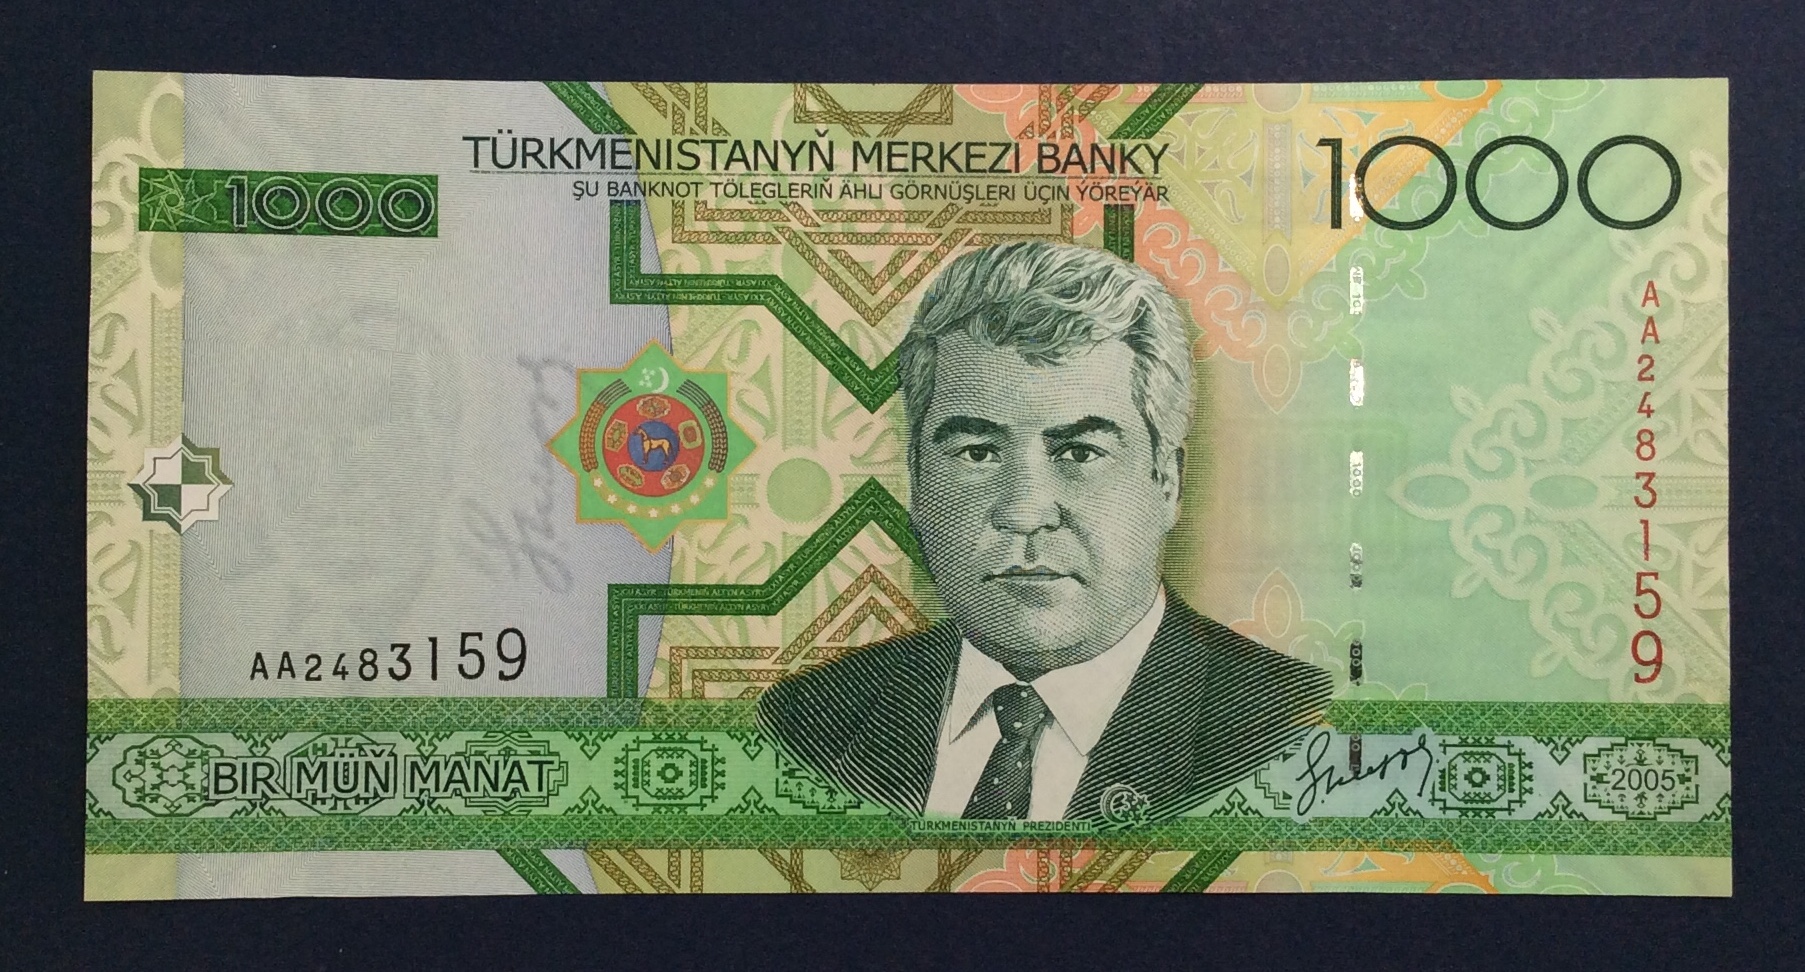 TÜRKMENISTANYŇ MERKEZI BANKY
ŞU BANKNOT TÖLEGLERIŇ ÄHLI GÖRNÜŞLERI ÜÇIN ÝÖREÝÄR
1000
1000
AA2483159
AA2483159
BIR MÜŇ MANAT
TÜRKMENISTANYŇ PREZIDENTI
2005